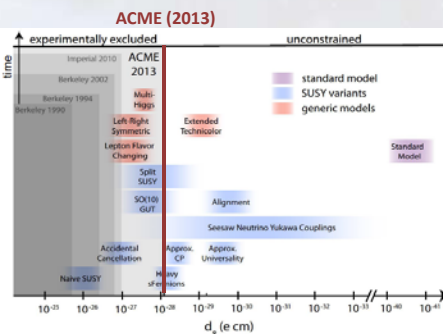 ACME (2013)
experimentally excluded
unconstrained
time
Imperial 2010
ACME
2013
Berkeley 2002
Berkeley 1994
Berkeley 1990
standard model
SUSY variants
generic models
Multi-
Higgs
Left-Right
Symmetric
Extended
Technicolor
Lepton Flavor
Changing
Standard
Model
Split
SUSY
SO(10)
GUT
Alignment
Seesaw Neutrino Yukawa Couplings
Accidental
Cancellation
Approx.
CP
Approx.
Universality
Naive SUSY
Heavy
sFermions
10⁻²⁵
10⁻²⁶
10⁻²⁷
10⁻²⁸
10⁻²⁹
10⁻³⁰
10⁻³¹
10⁻³²
10⁻³³
10⁻⁴⁰
10⁻⁴¹
dₑ (e cm)